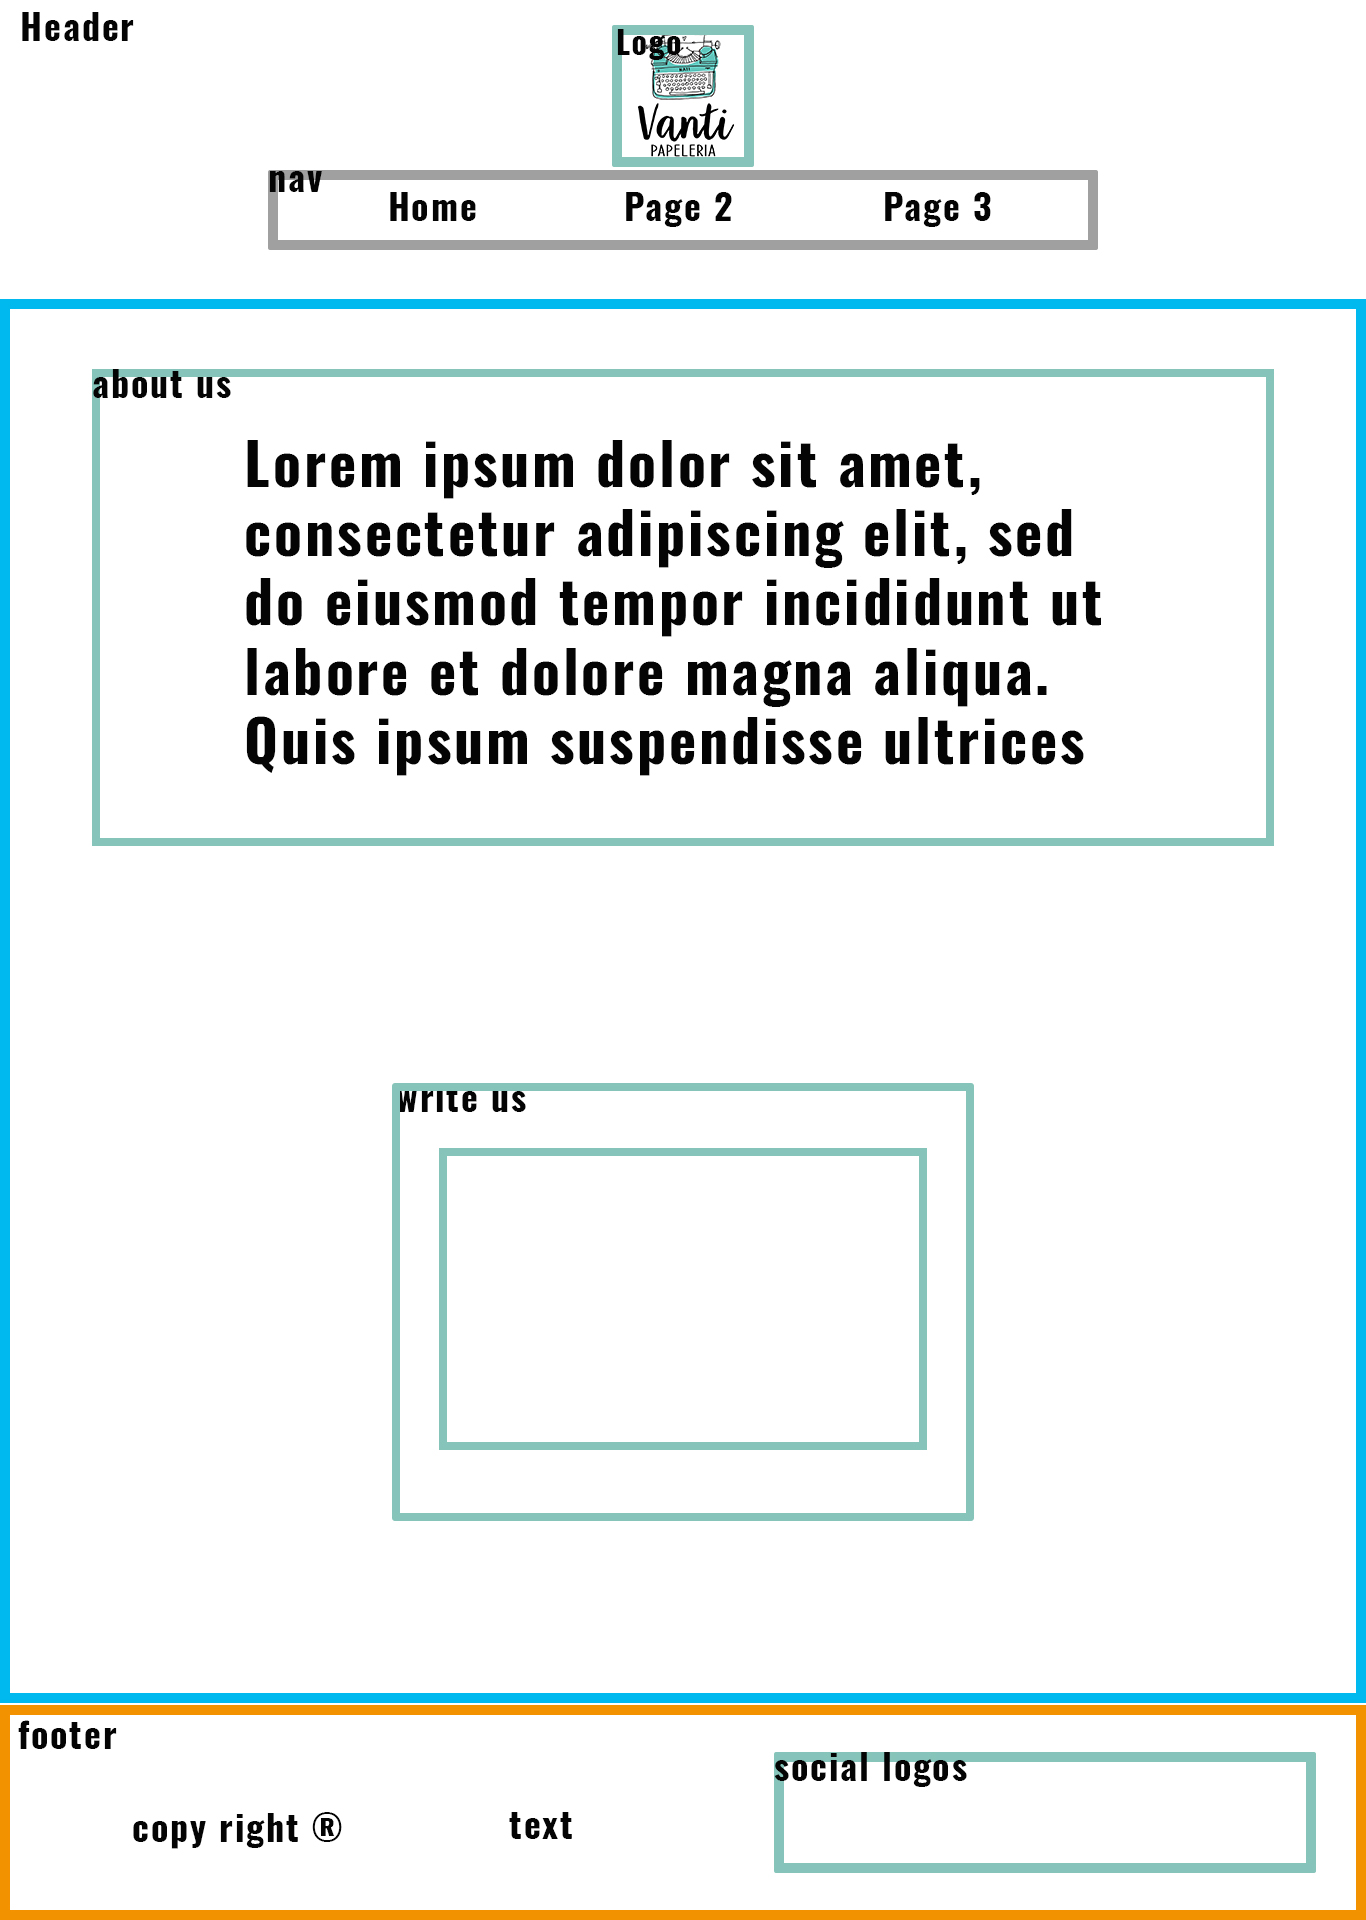 Header
Logo
Vanti
PAPELERIA
nav
Home Page 2 Page 3
about us
Lorem ipsum dolor sit amet,
consectetur adipiscing elit, sed
do eiusmod tempor incididunt ut
labore et dolore magna aliqua.
Quis ipsum suspendisse ultrices
write us
footer
social logos
copy right ® text